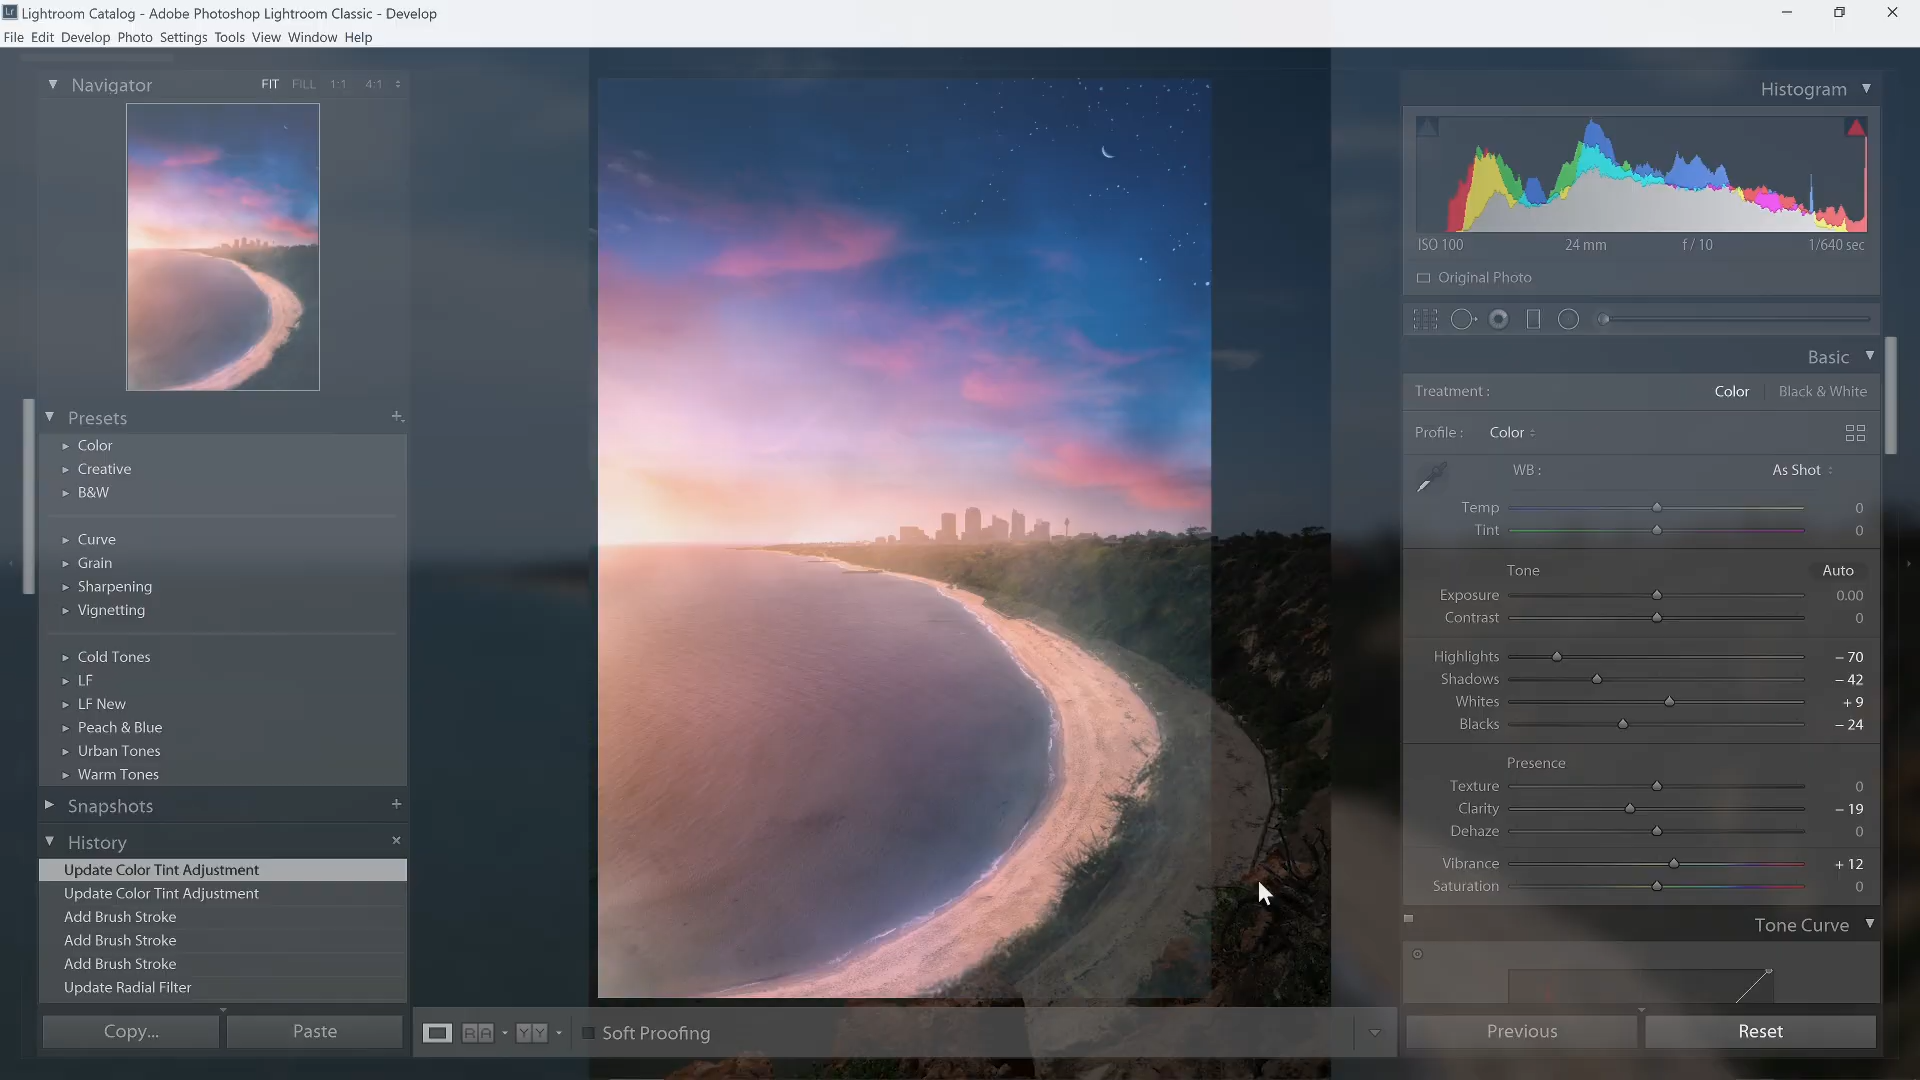 Lightroom Catalog - Adobe Photoshop Lightroom Classic - Develop
File Edit Develop Photo Settings Tools View Window Help
Navigator FIT FILL 1:1 4:1
Presets
Color
Creative
B&W
Curve
Grain
Sharpening
Vignetting
Cold Tones
LF
LF New
Peach & Blue
Urban Tones
Warm Tones
Snapshots
History
Update Color Tint Adjustment
Update Color Tint Adjustment
Add Brush Stroke
Add Brush Stroke
Add Brush Stroke
Update Radial Filter
Copy... Paste
R A Y Y Soft Proofing
Histogram
ISO 100 24 mm f / 10 1/640 sec
Original Photo
Basic
Treatment : Color Black & White
Profile : Color
WB : As Shot
Temp 0
Tint 0
Tone Auto
Exposure 0.00
Contrast 0
Highlights – 70
Shadows – 42
Whites + 9
Blacks – 24
Presence
Texture 0
Clarity – 19
Dehaze 0
Vibrance + 12
Saturation 0
Tone Curve
Previous Reset